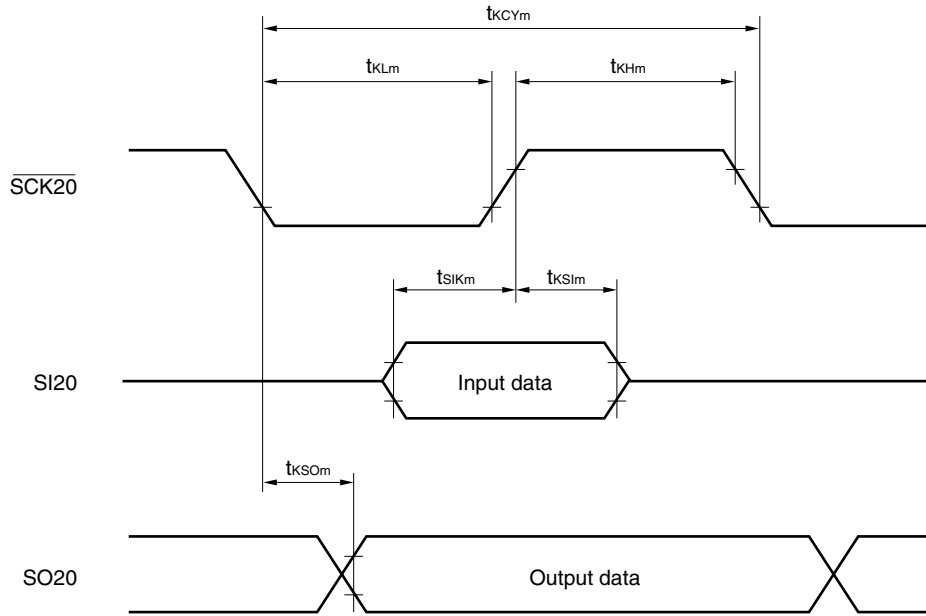 tKCYm
tKLm
tKHm
SCK20
tSIKm
tKSIm
SI20
Input data
tKSOm
SO20
Output data